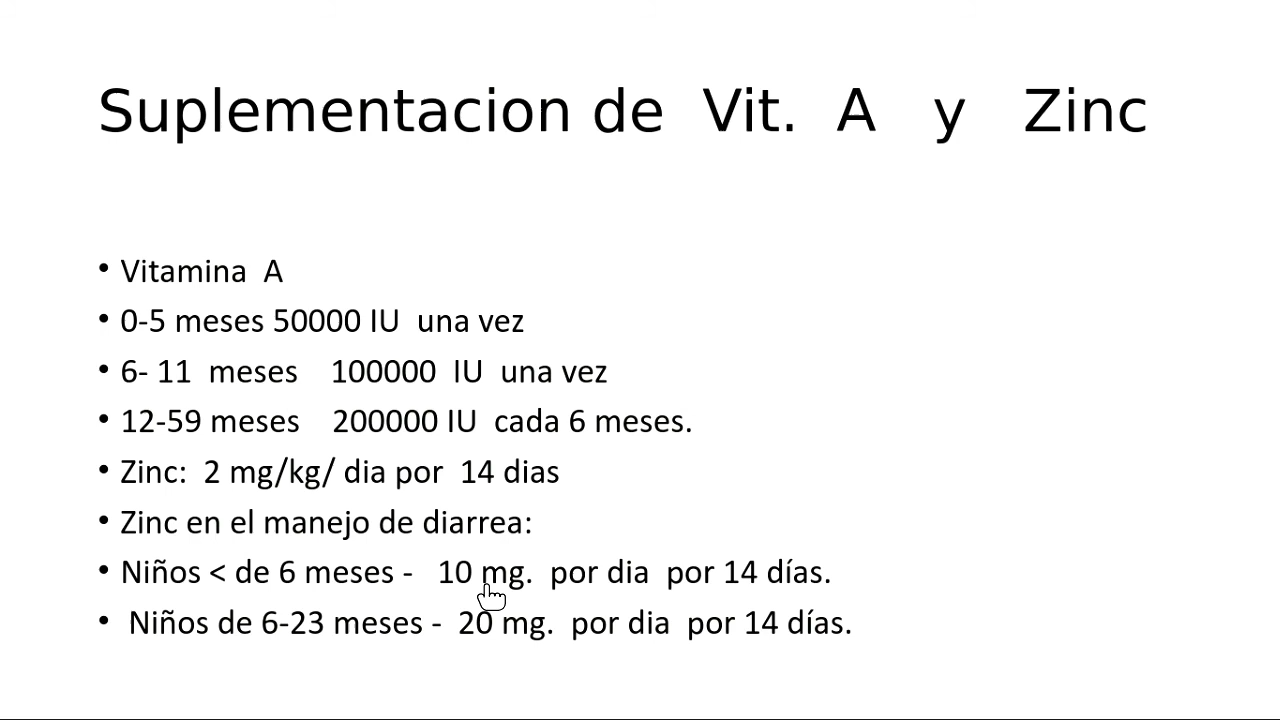 Suplementacion de Vit. A y Zinc
• Vitamina A
• 0-5 meses 50000 IU una vez
• 6- 11 meses 100000 IU una vez
• 12-59 meses 200000 IU cada 6 meses.
• Zinc: 2 mg/kg/ dia por 14 dias
• Zinc en el manejo de diarrea:
• Niños < de 6 meses - 10 mg. por dia por 14 días.
• Niños de 6-23 meses - 20 mg. por dia por 14 días.